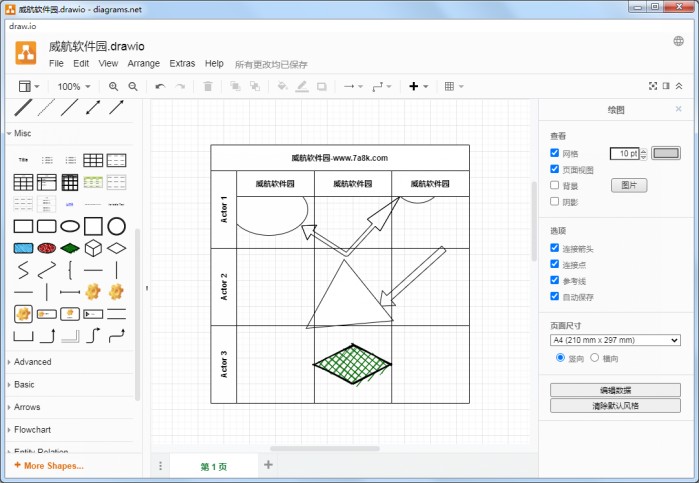 威航软件园.drawio - diagrams.net
draw.io
威航软件园.drawio
File Edit View Arrange Extras Help 所有更改均已保存
100%
Misc
Title
Advanced
Basic
Arrows
Flowchart
Entity Relation
+ More Shapes...
威航软件园-www.7a8k.com
威航软件园 威航软件园 威航软件园
Actor 1
Actor 2
Actor 3
第 1 页
绘图
查看
网格 10 pt
页面视图
背景 图片
阴影
选项
连接箭头
连接点
参考线
自动保存
页面尺寸
A4 (210 mm x 297 mm)
竖向 横向
编辑数据
清除默认风格